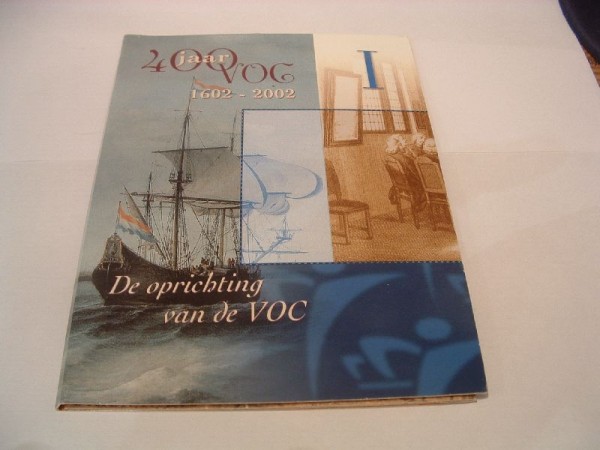 400 jaar VOC
1602 - 2002
I
De oprichting
van de VOC